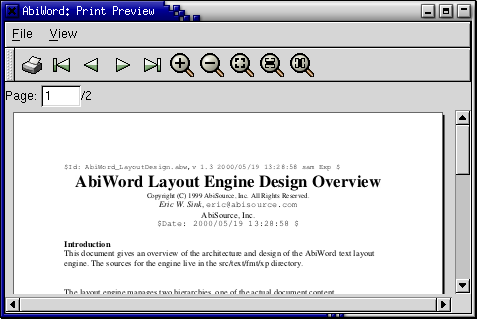 AbiWord: Print Preview
File View
Page: 1 /2
$Id: AbiWord_LayoutDesign.abw,v 1.3 2000/05/19 13:28:58 sam Exp $
AbiWord Layout Engine Design Overview
Copyright (C) 1999 AbiSource, Inc. All Rights Reserved.
Eric W. Sink, eric@abisource.com
AbiSource, Inc.
$Date: 2000/05/19 13:28:58 $
Introduction
This document gives an overview of the architecture and design of the AbiWord text layout
engine. The sources for the engine live in the src/text/fmt/xp directory.
The layout engine manages two hierarchies, one of the actual document content